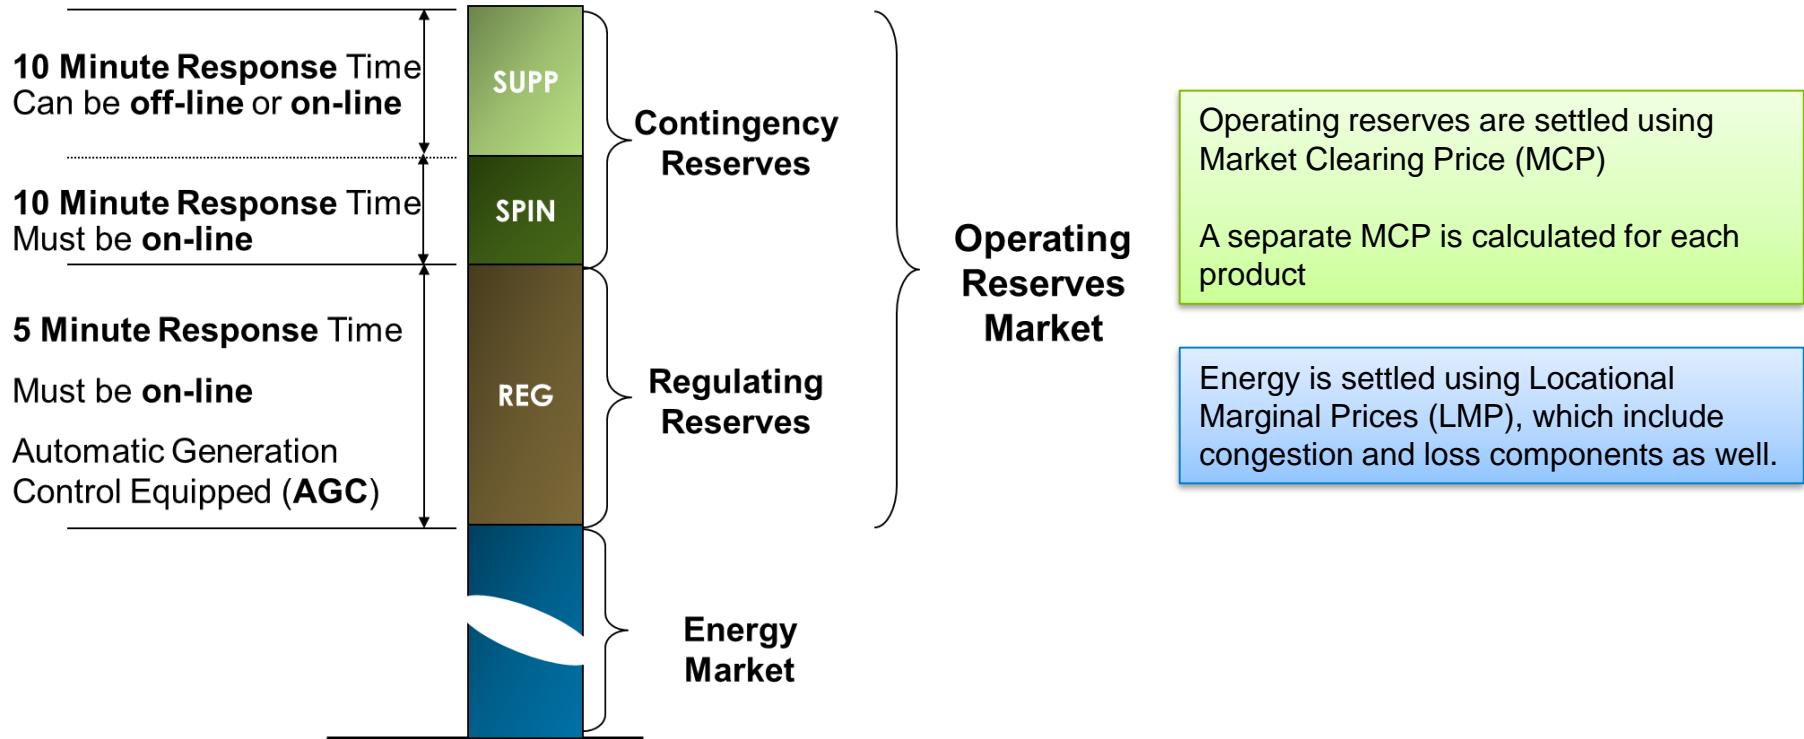 10 Minute Response Time
Can be off-line or on-line
10 Minute Response Time
Must be on-line
5 Minute Response Time
Must be on-line
Automatic Generation
Control Equipped (AGC)
SUPP
SPIN
REG
Contingency
Reserves
Regulating
Reserves
Energy
Market
Operating
Reserves
Market
Operating reserves are settled using
Market Clearing Price (MCP)
A separate MCP is calculated for each
product
Energy is settled using Locational
Marginal Prices (LMP), which include
congestion and loss components as well.